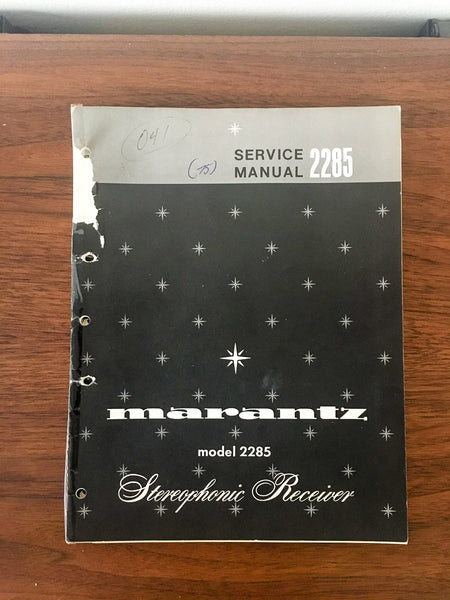 041
(75)
SERVICE
MANUAL 2285
marantz
model 2285
Stereophonic Receiver